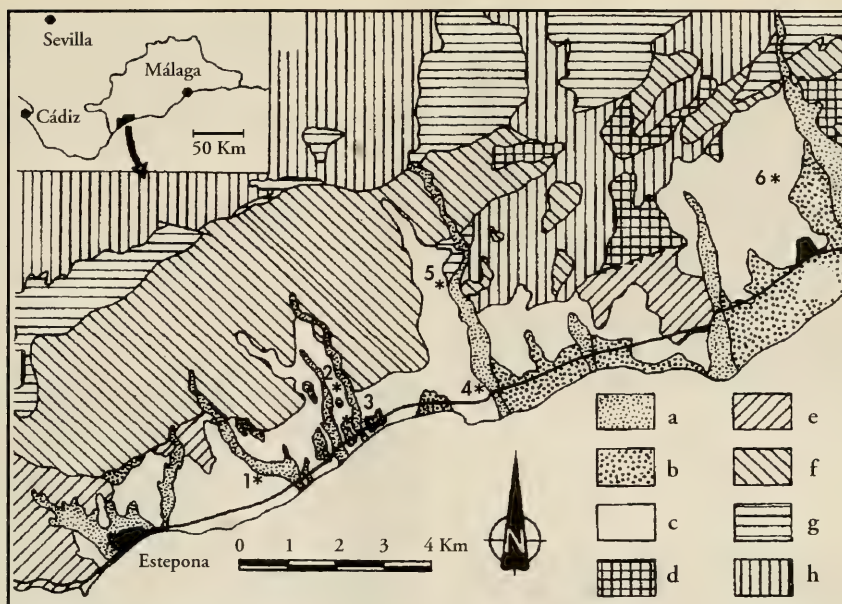 Sevilla
Málaga
Cádiz
50 Km
6*
5*
2*
3
4*
1*
Estepona
0 1 2 3 4 Km
N
a
b
c
d
e
f
g
h